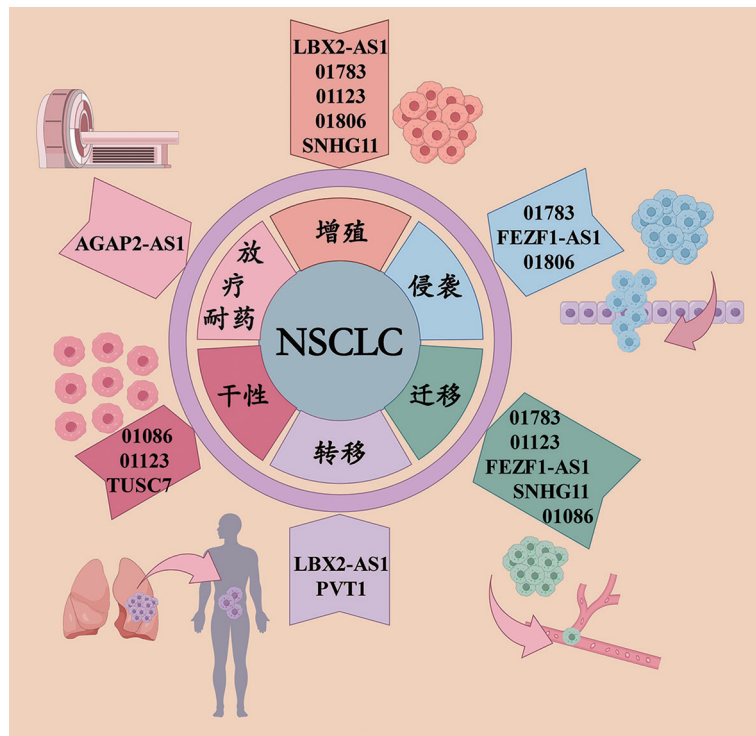 LBX2-AS1
01783
01123
01806
SNHG11
AGAP2-AS1
01783
FEZF1-AS1
01806
增殖
放
疗
耐药
侵袭
NSCLC
干性
迁移
转移
01086
01123
TUSC7
01783
01123
FEZF1-AS1
SNHG11
01086
LBX2-AS1
PVT1